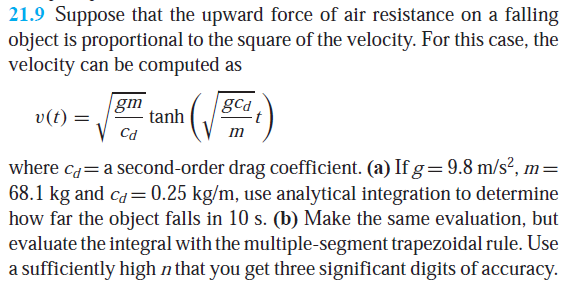 21.9 Suppose that the upward force of air resistance on a falling
object is proportional to the square of the velocity. For this case, the
velocity can be computed as
v(t) = √(gm/c_d) tanh (√(gc_d/m) t)
where c_d = a second-order drag coefficient. (a) If g = 9.8 m/s², m =
68.1 kg and c_d = 0.25 kg/m, use analytical integration to determine
how far the object falls in 10 s. (b) Make the same evaluation, but
evaluate the integral with the multiple-segment trapezoidal rule. Use
a sufficiently high n that you get three significant digits of accuracy.